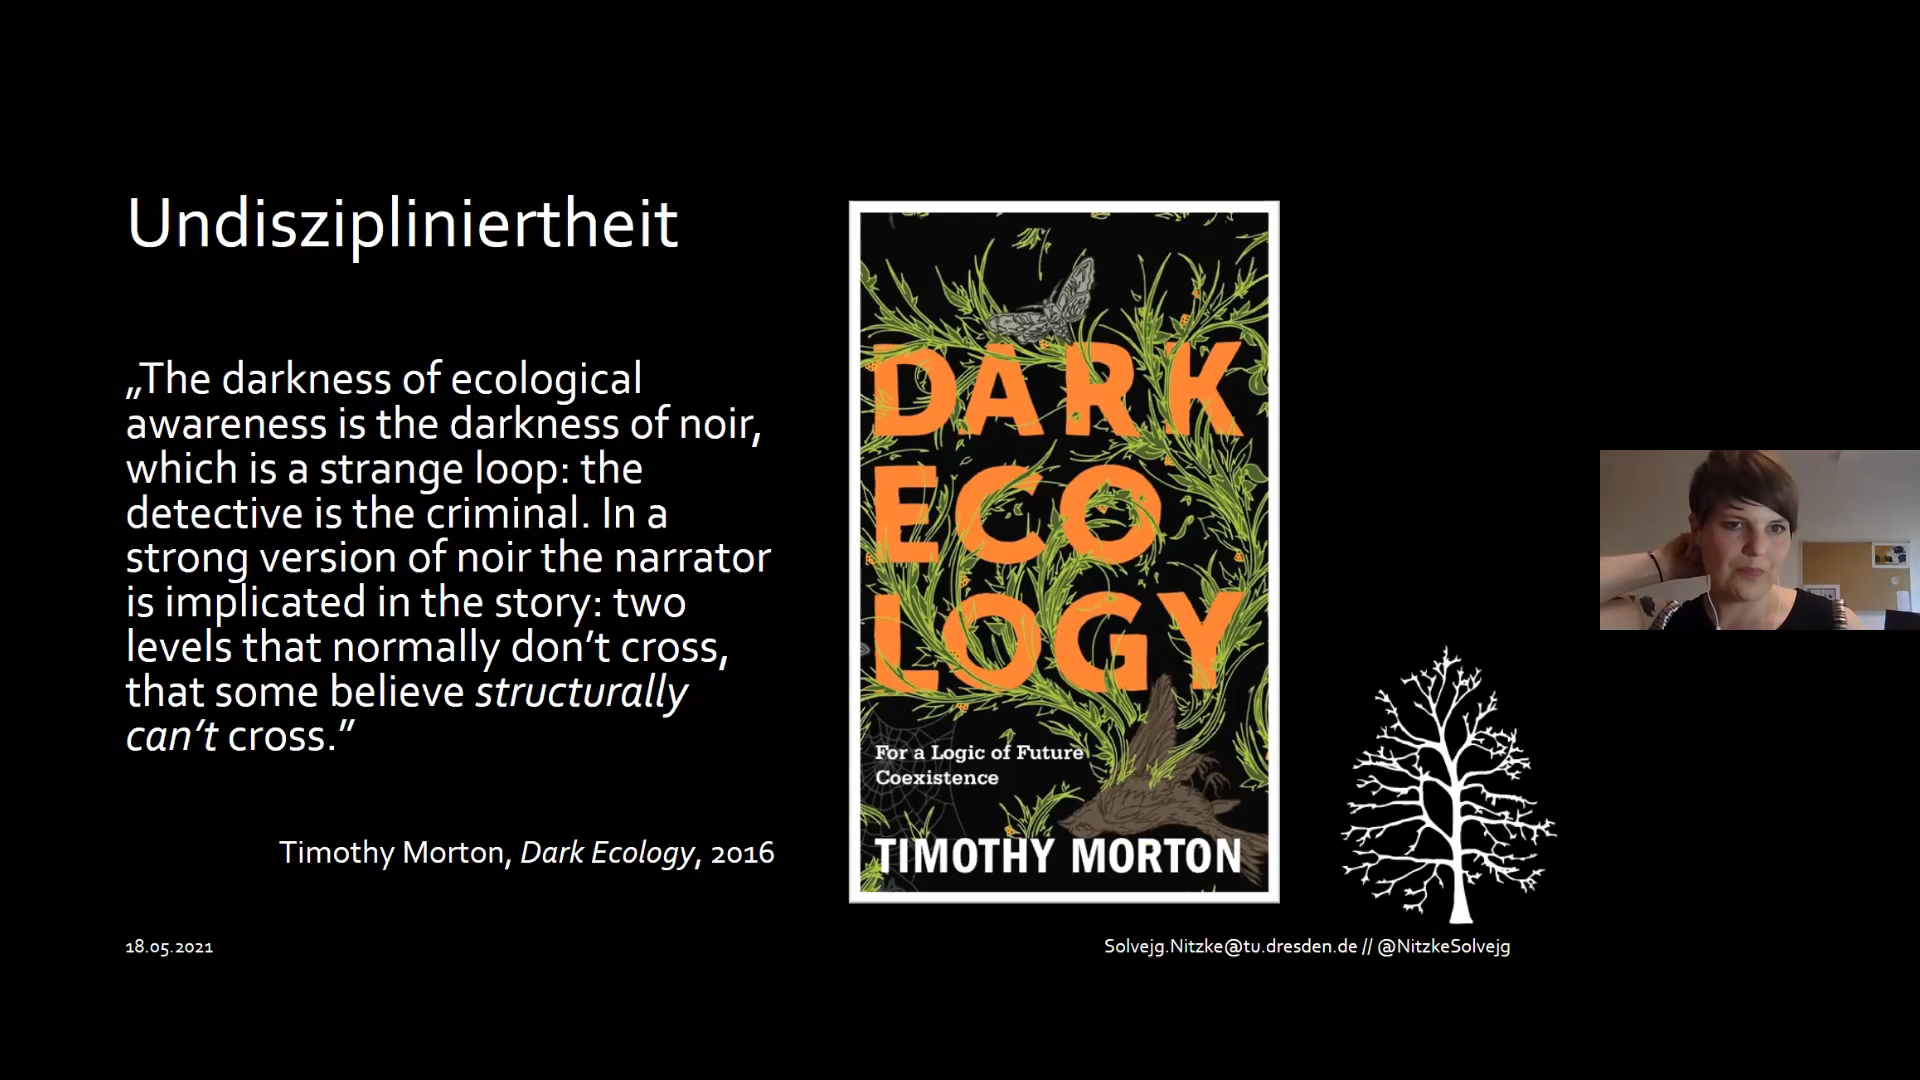 Undiszipliniertheit
„The darkness of ecological
awareness is the darkness of noir,
which is a strange loop: the
detective is the criminal. In a
strong version of noir the narrator
is implicated in the story: two
levels that normally don’t cross,
that some believe structurally
can’t cross.”
Timothy Morton, Dark Ecology, 2016
DARK
ECO
LOGY
For a Logic of Future
Coexistence
TIMOTHY MORTON
18.05.2021
Solvejg.Nitzke@tu.dresden.de // @NitzkeSolvejg